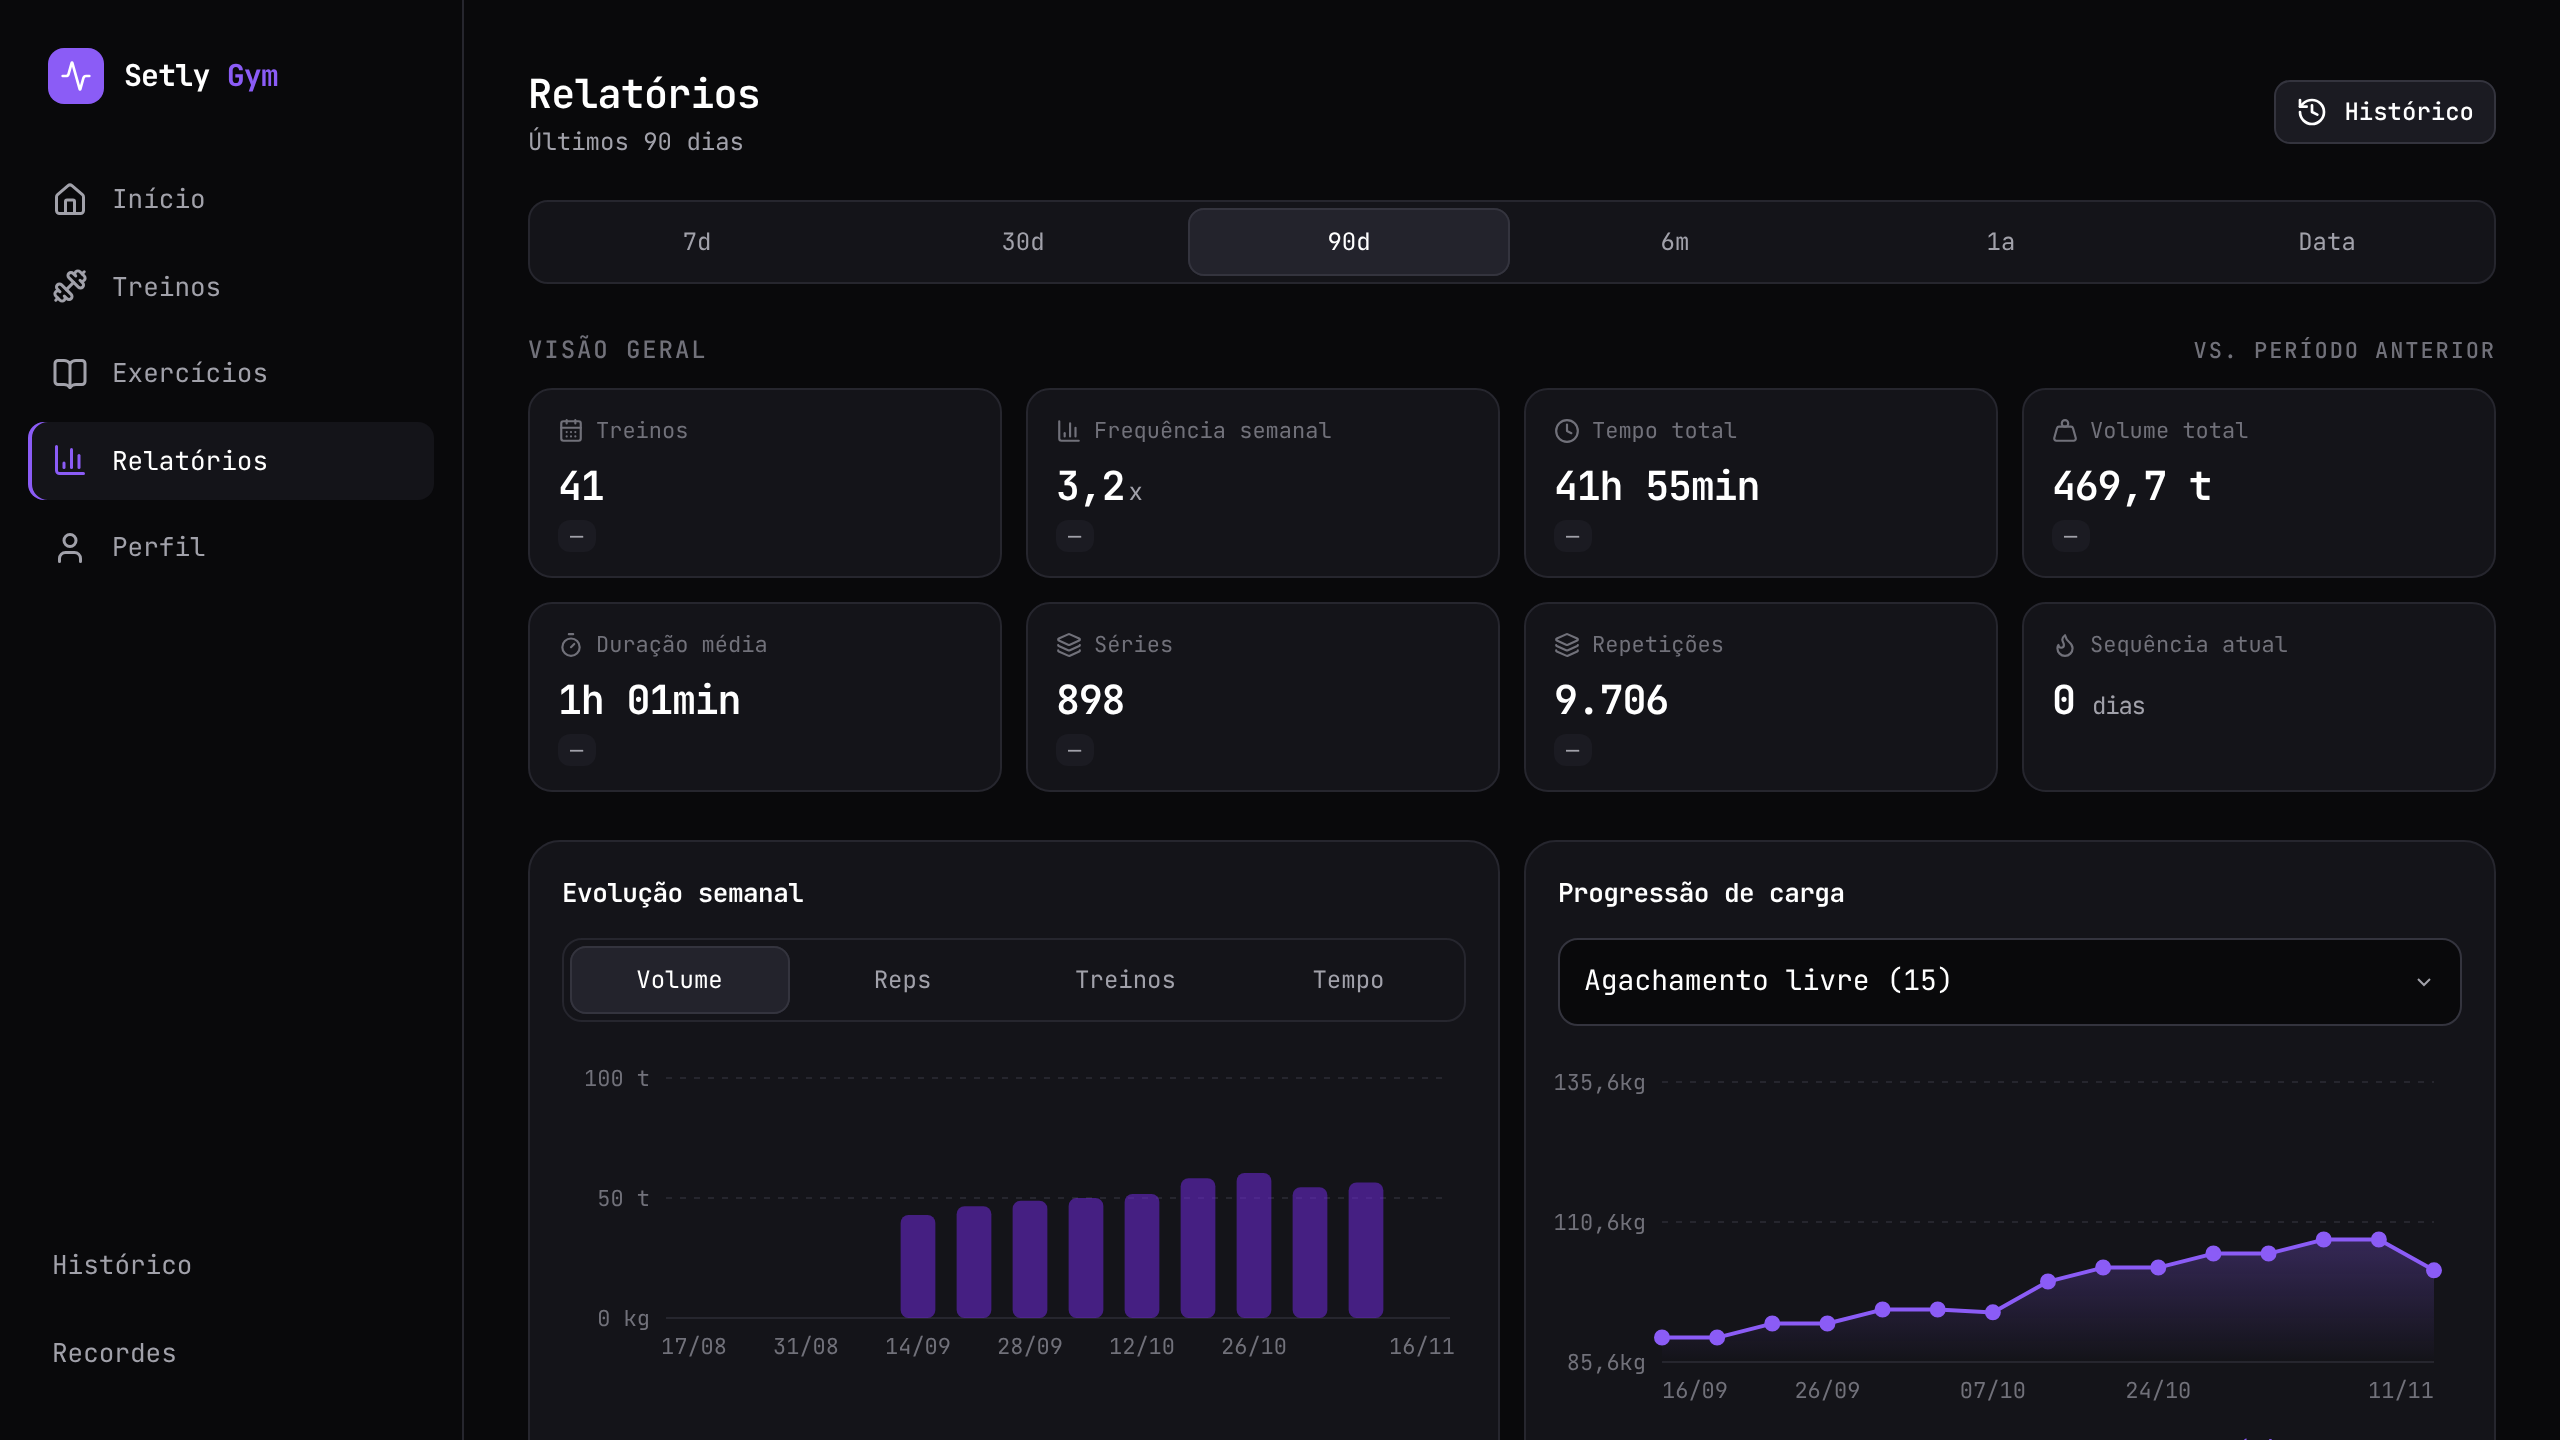 Setly Gym
Início
Treinos
Exercícios
Relatórios
Perfil
Histórico
Recordes
Relatórios
Últimos 90 dias
Histórico
7d 30d 90d 6m 1a Data
VISÃO GERAL VS. PERÍODO ANTERIOR
Treinos
41
—
Frequência semanal
3,2x
—
Tempo total
41h 55min
—
Volume total
469,7 t
—
Duração média
1h 01min
—
Séries
898
—
Repetições
9.706
—
Sequência atual
0 dias
Evolução semanal
Volume Reps Treinos Tempo
100 t
50 t
0 kg
17/08 31/08 14/09 28/09 12/10 26/10 16/11
Progressão de carga
Agachamento livre (15)
135,6kg
110,6kg
85,6kg
16/09 26/09 07/10 24/10 11/11